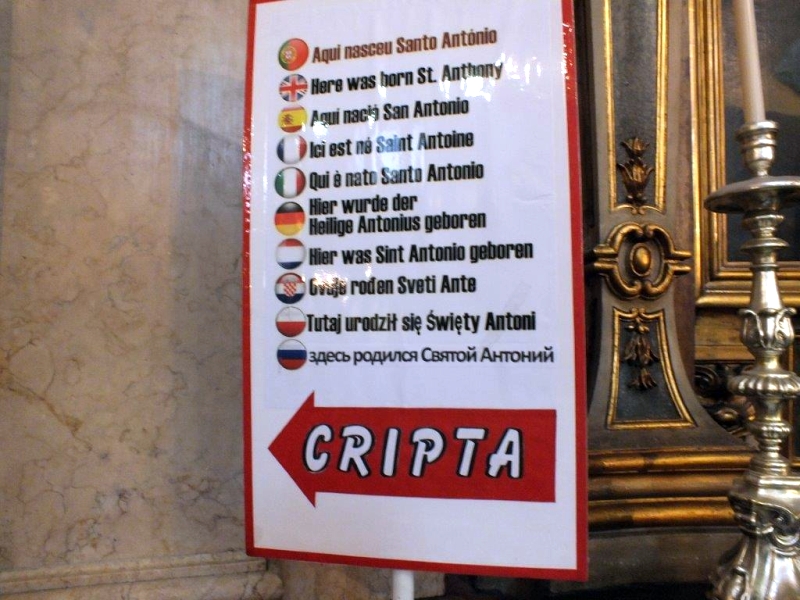 Aqui nasceu Santo António
Here was born St. Anthony
Aqui nació San Antonio
Ici est né Saint Antoine
Qui è nato Santo Antonio
Hier wurde der
Heilige Antonius geboren
Hier was Sint Antonio geboren
Ovdje rođen Sveti Ante
Tutaj urodził się Święty Antoni
здесь родился Святой Антоний
CRIPTA